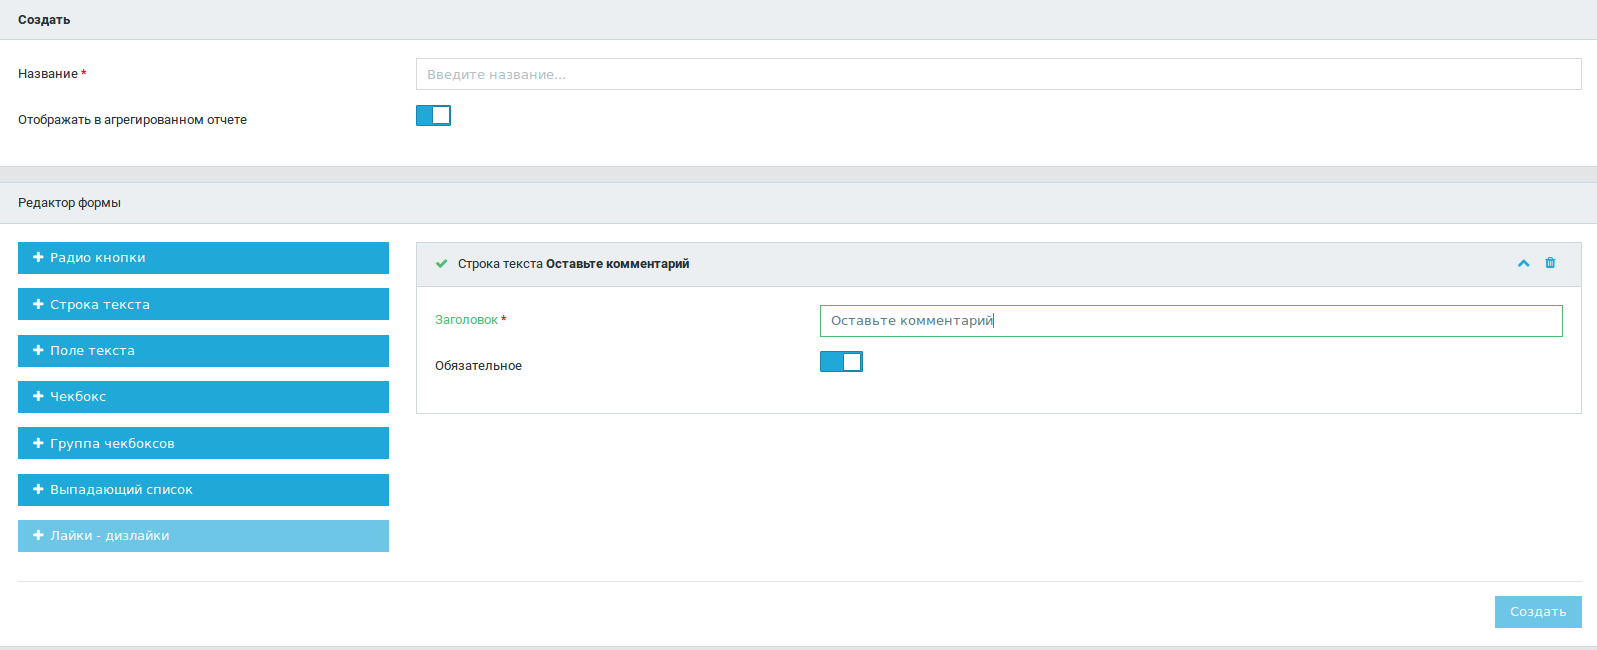 Создать
Название *
Введите название...
Отображать в агрегированном отчете
Редактор формы
Радио кнопки
Строка текста
Поле текста
Чекбокс
Группа чекбоксов
Выпадающий список
Лайки - дизлайки
Строка текста Оставьте комментарий
Заголовок *
Оставьте комментарий
Обязательное
Создать